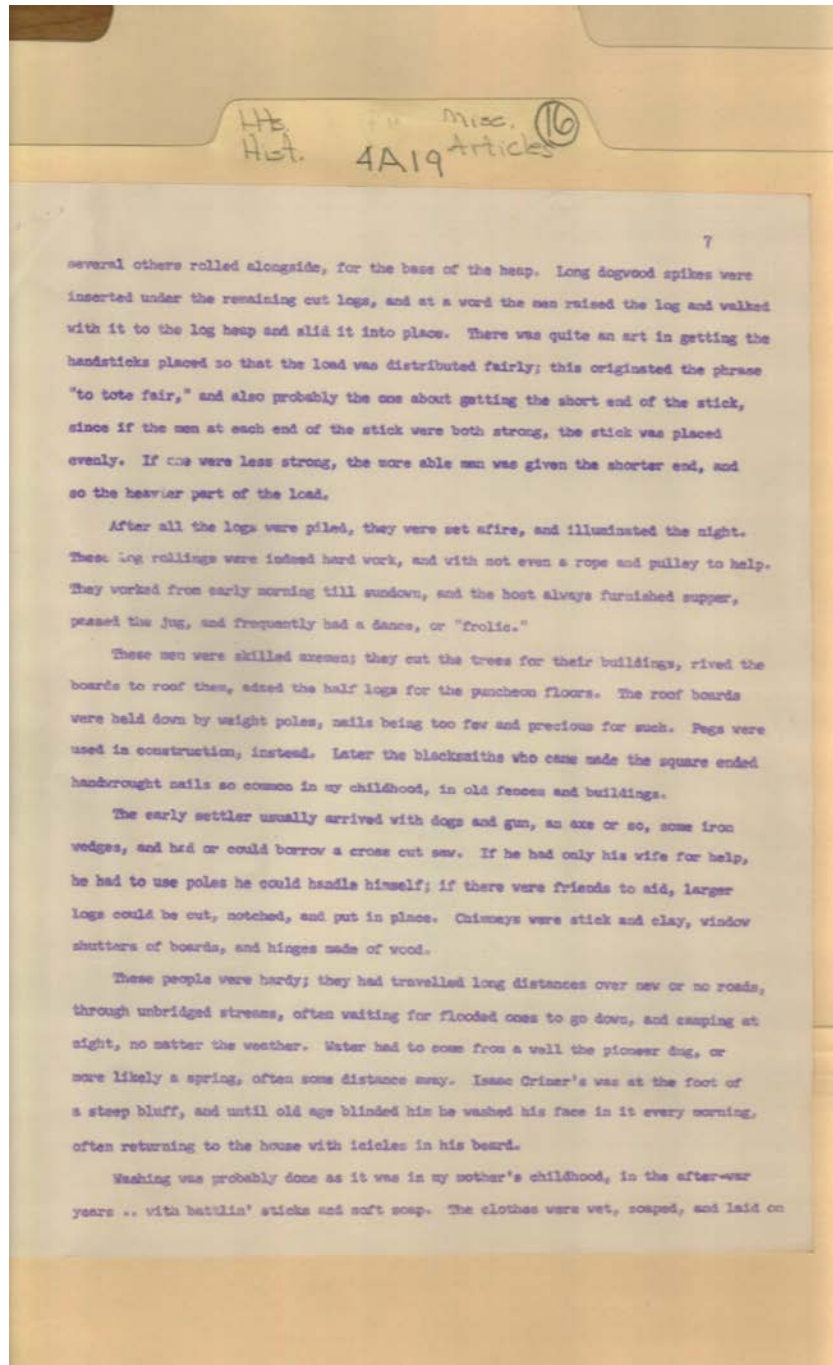 Hts. Misc. 16
Hist. 4A19 Articles
7
several others rolled alongside, for the base of the heap. Long dogwood spikes were
inserted under the remaining cut logs, and at a word the men raised the log and walked
with it to the log heap and slid it into place. There was quite an art in getting the
handsticks placed so that the load was distributed fairly; this originated the phrase
"to tote fair," and also probably the one about getting the short end of the stick,
since if the men at each end of the stick were both strong, the stick was placed
evenly. If one were less strong, the more able man was given the shorter end, and
so the heavier part of the load.
After all the logs were piled, they were set afire, and illuminated the night.
These log rollings were indeed hard work, and with not even a rope and pulley to help.
They worked from early morning till sundown, and the host always furnished supper,
passed the jug, and frequently had a dance, or "frolic."
These men were skilled axemen; they cut the trees for their buildings, rived the
boards to roof them, adzed the half logs for the puncheon floors. The roof boards
were held down by weight poles, nails being too few and precious for such. Pegs were
used in construction, instead. Later the blacksmiths who came made the square ended
handwrought nails so common in my childhood, in old fences and buildings.
The early settler usually arrived with dogs and gun, an axe or so, some iron
wedges, and had or could borrow a cross cut saw. If he had only his wife for help,
he had to use poles he could handle himself; if there were friends to aid, larger
logs could be cut, notched, and put in place. Chimneys were stick and clay, window
shutters of boards, and hinges made of wood.
These people were hardy; they had travelled long distances over new or no roads,
through unbridged streams, often waiting for flooded ones to go down, and camping at
night, no matter the weather. Water had to come from a well the pioneer dug, or
more likely a spring, often some distance away. Isaac Criner's was at the foot of
a steep bluff, and until old age blinded him he washed his face in it every morning,
often returning to the house with icicles in his beard.
Washing was probably done as it was in my mother's childhood, in the after-war
years .. with battlin' sticks and soft soap. The clothes were wet, soaped, and laid on